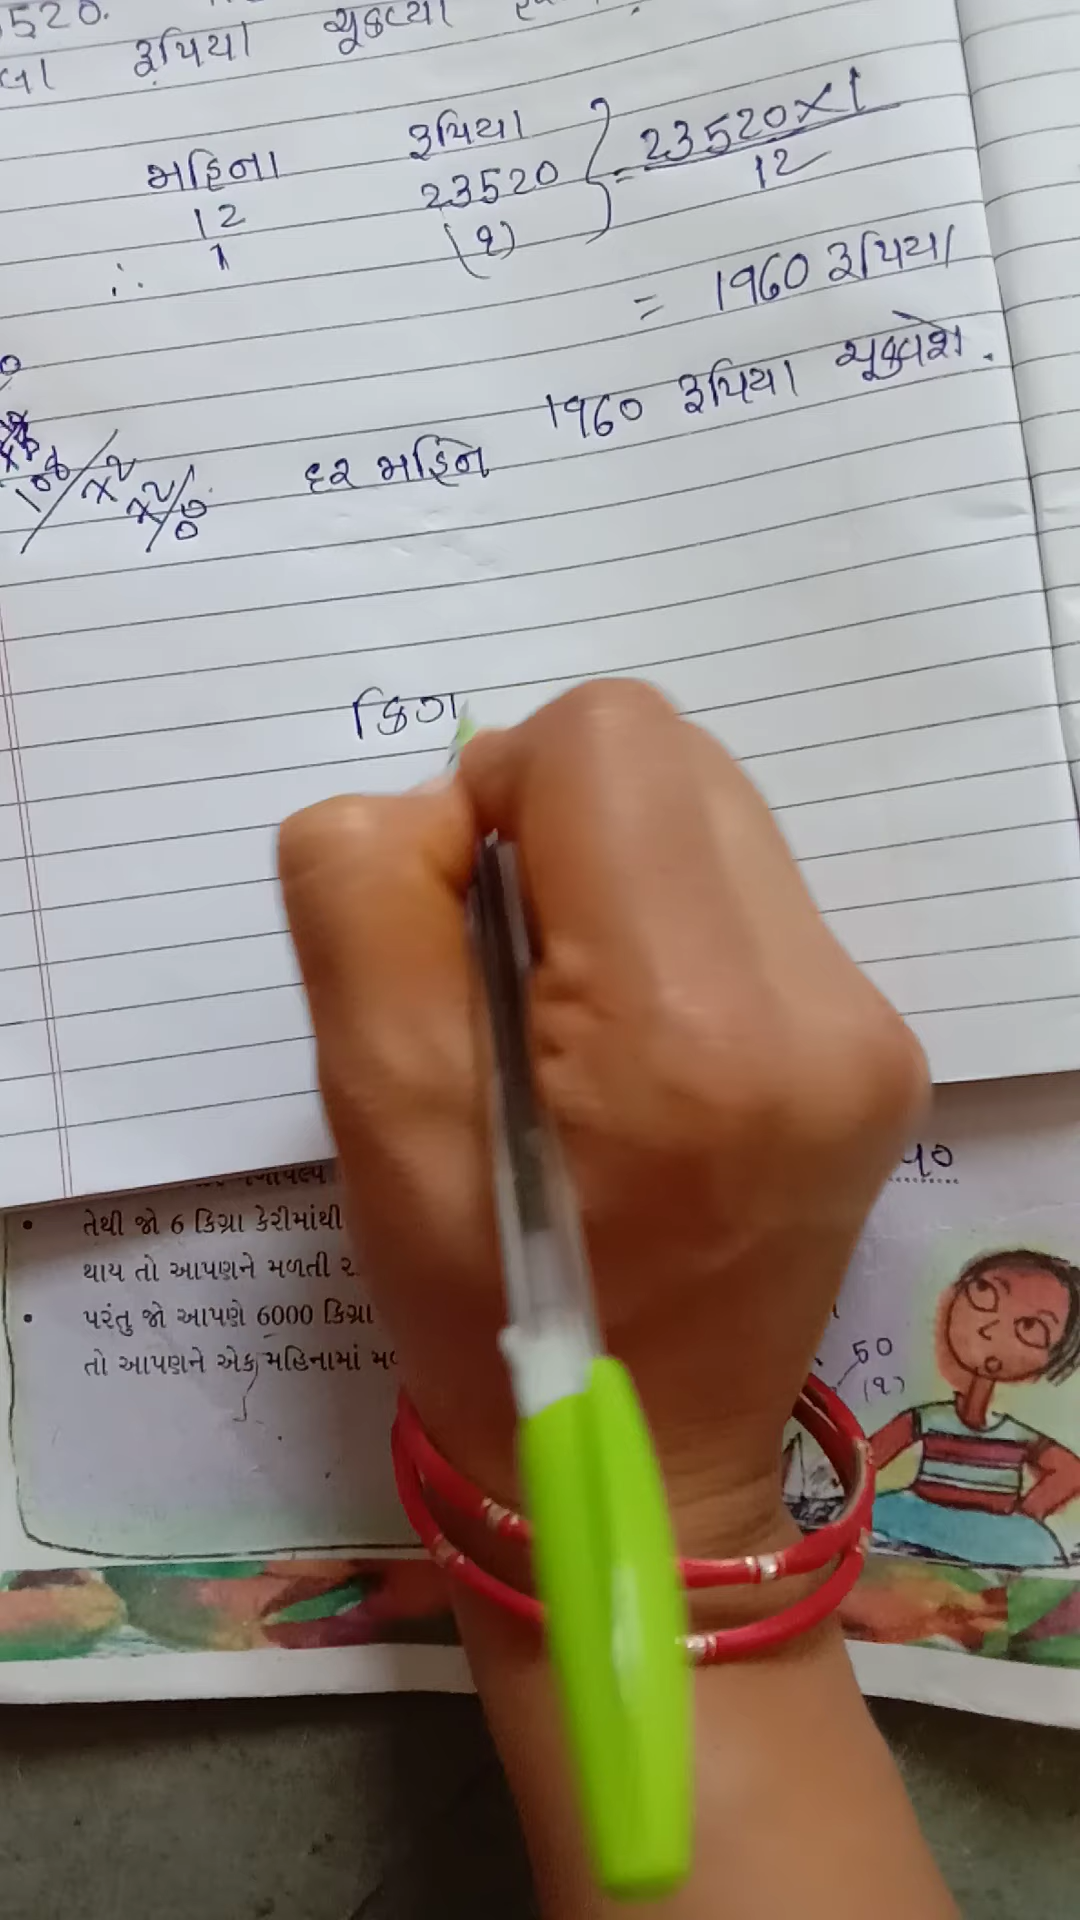 520.
રૂપિયા ચૂકવ્યા
મહિના રૂપિયા
12 23520 = 23520×1
12
∴ 1 (?)
= 1960 રૂપિયા
દર મહિને 1960 રૂપિયા ચૂકવશે.
કિગ
૫૦
તેથી જો 6 કિગ્રા કેરીમાંથી
થાય તો આપણને મળતી ર
પરંતુ જો આપણે 6000 કિગ્રા
તો આપણને એક મહિનામાં
50
(?)